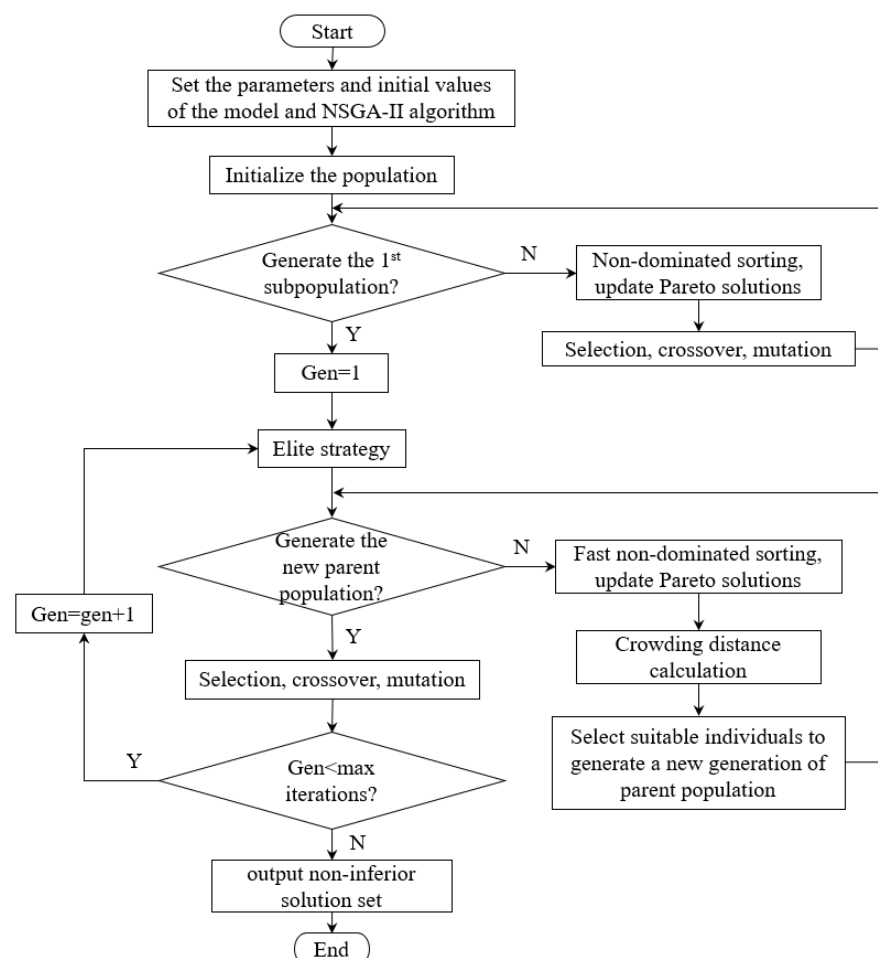 Start
Set the parameters and initial values
of the model and NSGA-II algorithm
Initialize the population
Generate the 1st
subpopulation?
N
Non-dominated sorting,
update Pareto solutions
Y
Selection, crossover, mutation
Gen=1
Elite strategy
Generate the
new parent
population?
N
Fast non-dominated sorting,
update Pareto solutions
Gen=gen+1
Y
Crowding distance
calculation
Selection, crossover, mutation
Select suitable individuals to
generate a new generation of
parent population
Y
Gen<max
iterations?
N
output non-inferior
solution set
End